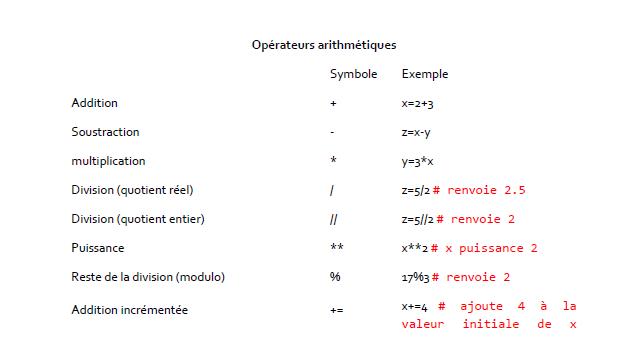 Opérateurs arithmétiques
Symbole Exemple
Addition + x=2+3
Soustraction - z=x-y
multiplication * y=3*x
Division (quotient réel) / z=5/2 # renvoie 2.5
Division (quotient entier) // z=5//2 # renvoie 2
Puissance ** x**2 # x puissance 2
Reste de la division (modulo) % 17%3 # renvoie 2
Addition incrémentée += x+=4 # ajoute 4 à la
valeur initiale de x